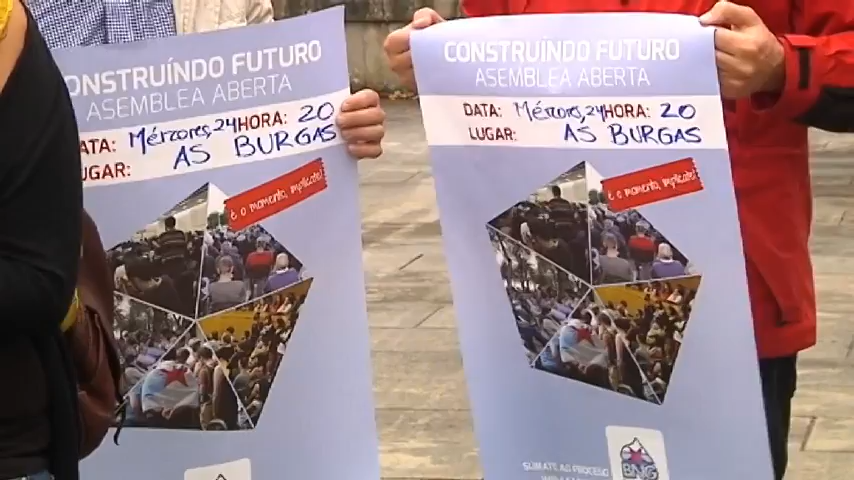 CONSTRUÍNDO FUTURO
ASEMBLEA ABERTA
DATA: Mércores, 24 HORA: 20
LUGAR: AS BURGAS
é o momento, implícate!
CONSTRUÍNDO FUTURO
ASEMBLEA ABERTA
DATA: Mércores, 24 HORA: 20
LUGAR: AS BURGAS
é o momento, implícate!
SÚMATE AO PROCESO
BNG